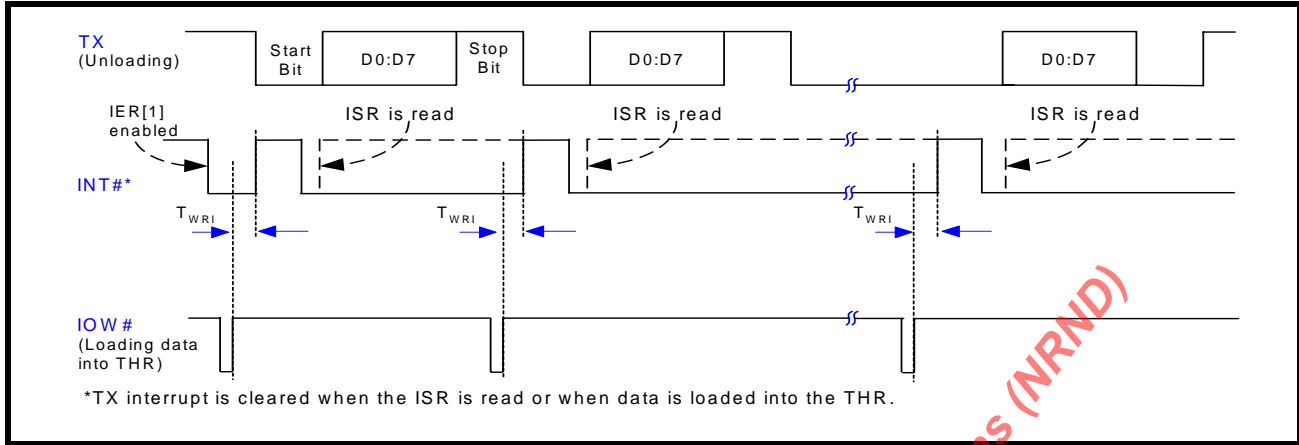 TX
(Unloading)
Start
Bit
D0:D7
Stop
Bit
D0:D7
D0:D7
IER[1]
enabled
ISR is read
ISR is read
ISR is read
INT#*
TWRI
TWRI
TWRI
IOW#
(Loading data
into THR)
*TX interrupt is cleared when the ISR is read or when data is loaded into the THR.
(NRND)